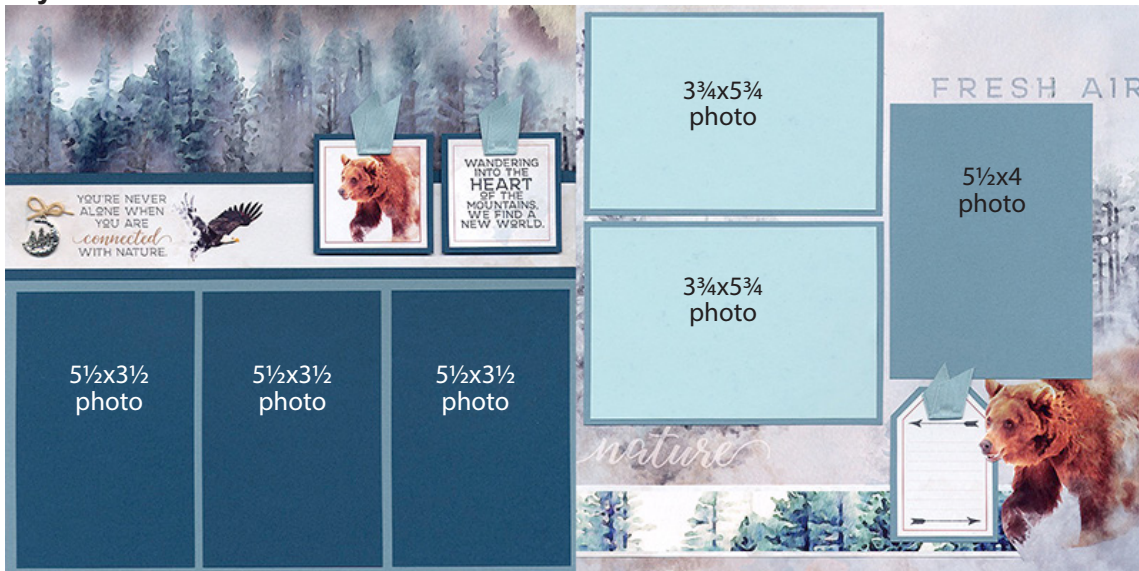 YOU'RE NEVER
ALONE WHEN
YOU ARE
connected
WITH NATURE.
WANDERING
INTO THE
HEART
OF THE
MOUNTAINS,
WE FIND A
NEW WORLD.
5½x3½
photo
5½x3½
photo
5½x3½
photo
3¾x5¾
photo
3¾x5¾
photo
FRESH AIR
5½x4
photo
nature